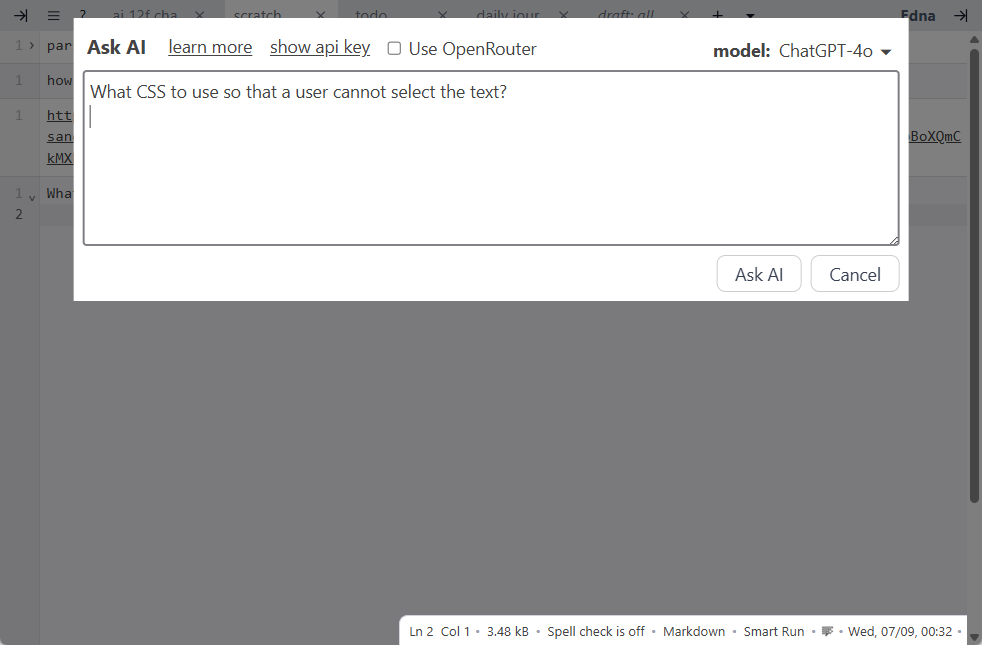 ai 12f cha scratch todo daily jour draft: all Edna
Ask AI learn more show api key Use OpenRouter model: ChatGPT-4o
What CSS to use so that a user cannot select the text?
1 par
1 how
1 htt
san BoXQmC
kMX
1 Wha
2
Ask AI Cancel
Ln 2 Col 1 • 3.48 kB • Spell check is off • Markdown • Smart Run • Wed, 07/09, 00:32 •